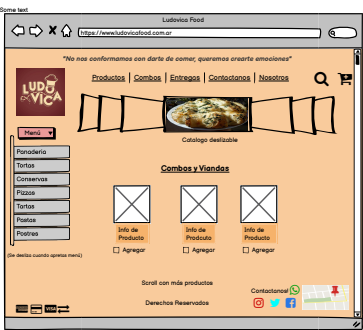 Some text
Ludovica Food
https://www.ludovicafood.com.ar
"No nos conformamos con darte de comer, queremos crearte emociones"
LUDO
VICA
Productos | Combos | Entregas | Contactanos | Nosotros
Menú
Panadería
Tortas
Conservas
Pizzas
Tartas
Pastas
Postres
(Se desliza cuando apretas menú)
Catalogo deslizable
Combos y Viandas
Info de Producto
Info de Prodcuto
Info de Producto
Agregar
Agregar
Agregar
Scroll con más productos
Derechos Reservados
Contactanos!
VISA